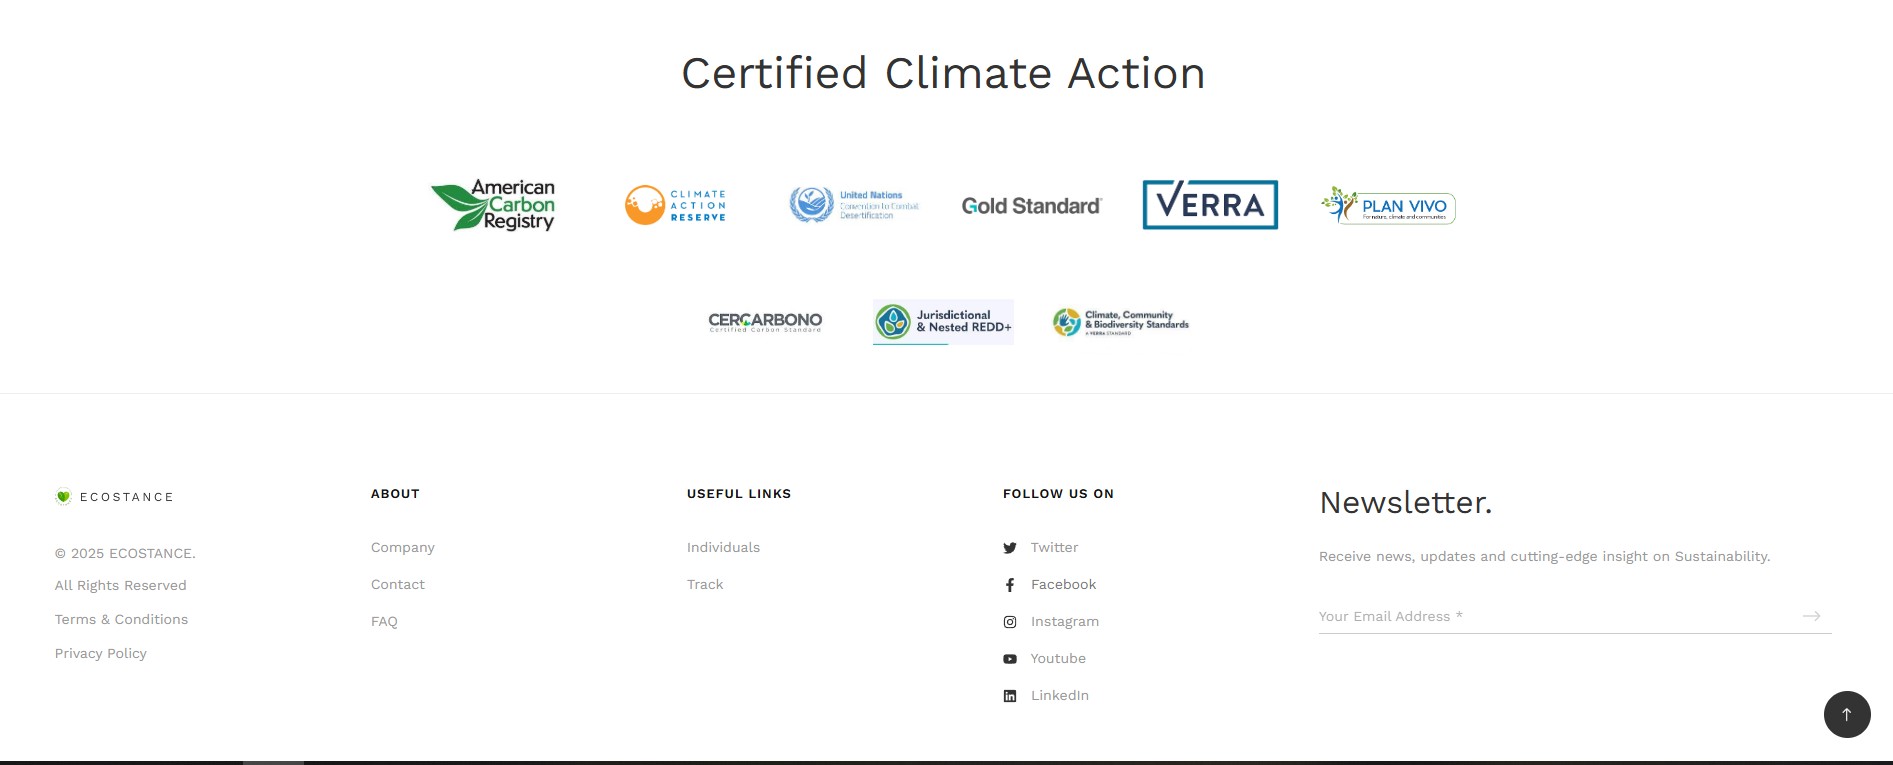 Certified Climate Action
American
Carbon
Registry
CLIMATE
ACTION
RESERVE
United Nations
Convention to Combat
Desertification
Gold Standard
VERRA
PLAN VIVO
For nature, climate and communities
CERCARBONO
Certified Carbon Standard
Jurisdictional
& Nested REDD+
Climate, Community
& Biodiversity Standards
A VERRA STANDARD
ECOSTANCE
© 2025 ECOSTANCE.
All Rights Reserved
Terms & Conditions
Privacy Policy
ABOUT
Company
Contact
FAQ
USEFUL LINKS
Individuals
Track
FOLLOW US ON
Twitter
Facebook
Instagram
Youtube
LinkedIn
Newsletter.
Receive news, updates and cutting-edge insight on Sustainability.
Your Email Address *